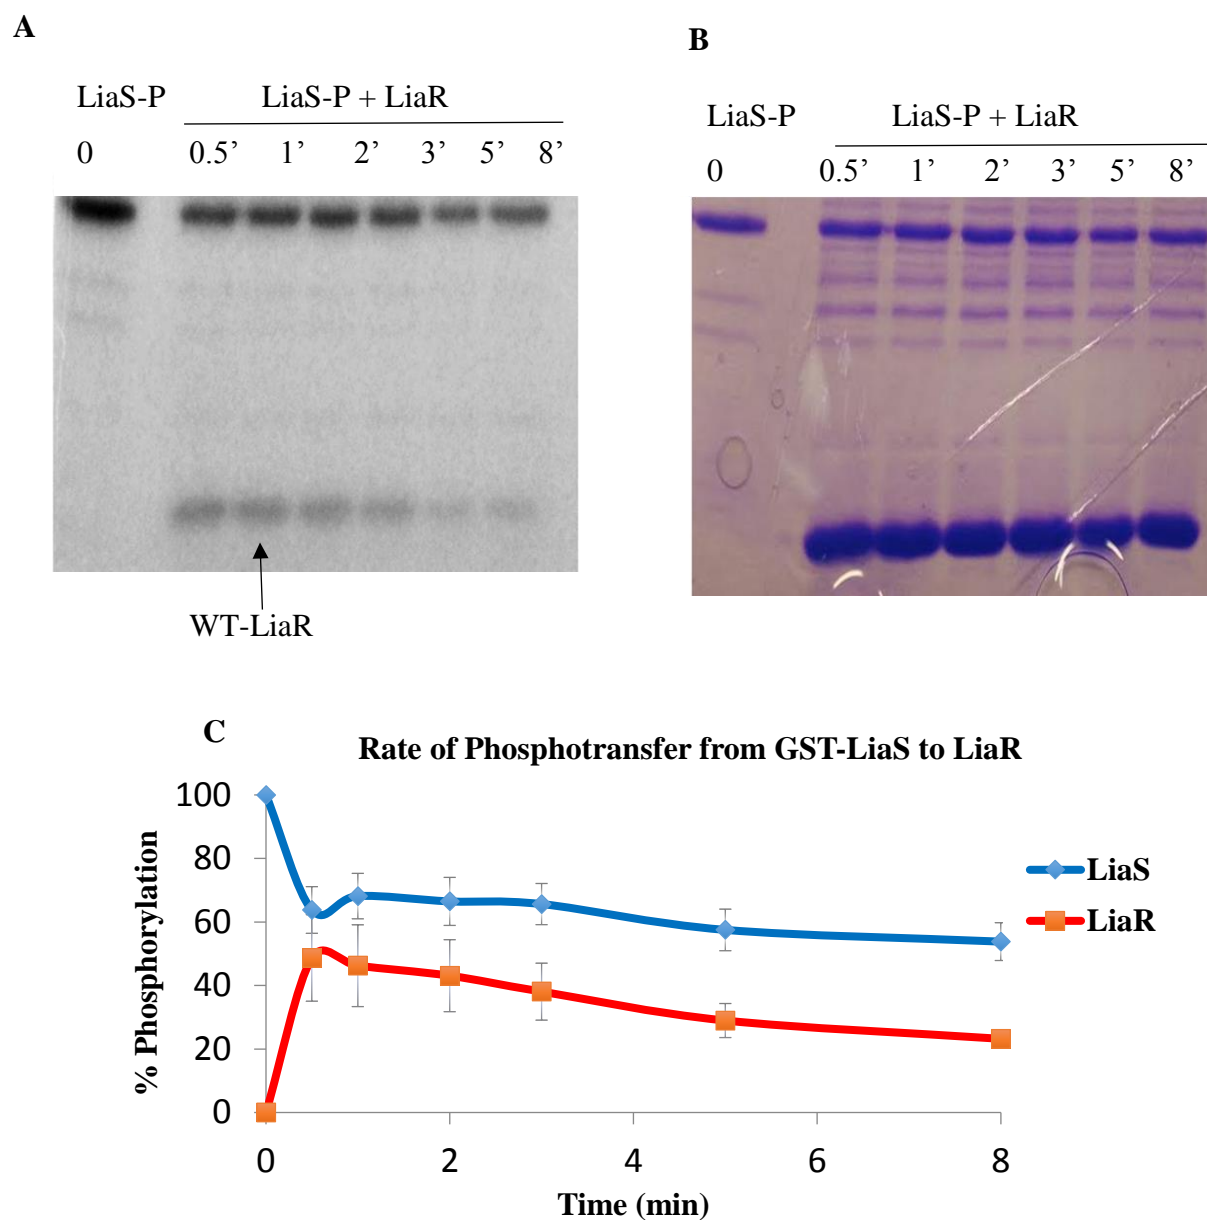 A
LiaS-P LiaS-P + LiaR
0 0.5’ 1’ 2’ 3’ 5’ 8’
WT-LiaR
B
LiaS-P LiaS-P + LiaR
0 0.5’ 1’ 2’ 3’ 5’ 8’
C
Rate of Phosphotransfer from GST-LiaS to LiaR
% Phosphorylation
100
80
60
40
20
0
0 2 4 6 8
Time (min)
LiaS
LiaR